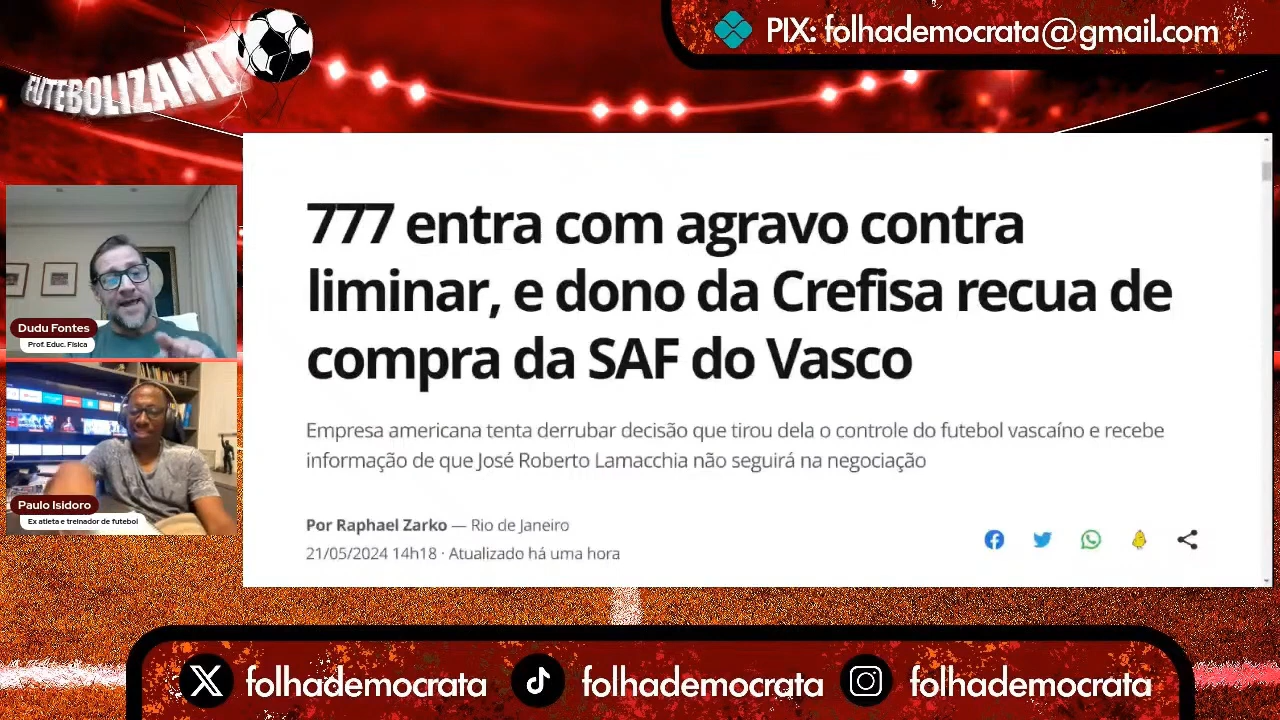 PIX: folhademocrata@gmail.com
FUTEBOLIZAND
777 entra com agravo contra
liminar, e dono da Crefisa recua de
compra da SAF do Vasco
Empresa americana tenta derrubar decisão que tirou dela o controle do futebol vascaíno e recebe
informação de que José Roberto Lamacchia não seguirá na negociação
Por Raphael Zarko — Rio de Janeiro
21/05/2024 14h18 · Atualizado há uma hora
Dudu Fontes
Prof. Educ. Física
Paulo Isidoro
Ex atleta e treinador de futebol
folhademocrata
folhademocrata
folhademocrata